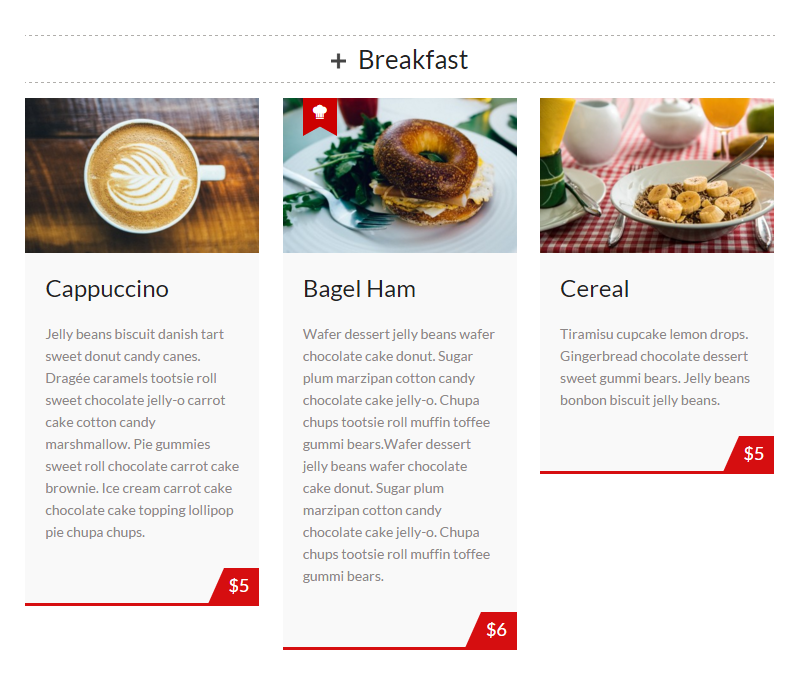 + Breakfast
Cappuccino
Jelly beans biscuit danish tart
sweet donut candy canes.
Dragée caramels tootsie roll
sweet chocolate jelly-o carrot
cake cotton candy
marshmallow. Pie gummies
sweet roll chocolate carrot cake
brownie. Ice cream carrot cake
chocolate cake topping lollipop
pie chupa chups.
$5
Bagel Ham
Wafer dessert jelly beans wafer
chocolate cake donut. Sugar
plum marzipan cotton candy
chocolate cake jelly-o. Chupa
chups tootsie roll muffin toffee
gummi bears.Wafer dessert
jelly beans wafer chocolate
cake donut. Sugar plum
marzipan cotton candy
chocolate cake jelly-o. Chupa
chups tootsie roll muffin toffee
gummi bears.
$6
Cereal
Tiramisu cupcake lemon drops.
Gingerbread chocolate dessert
sweet gummi bears. Jelly beans
bonbon biscuit jelly beans.
$5